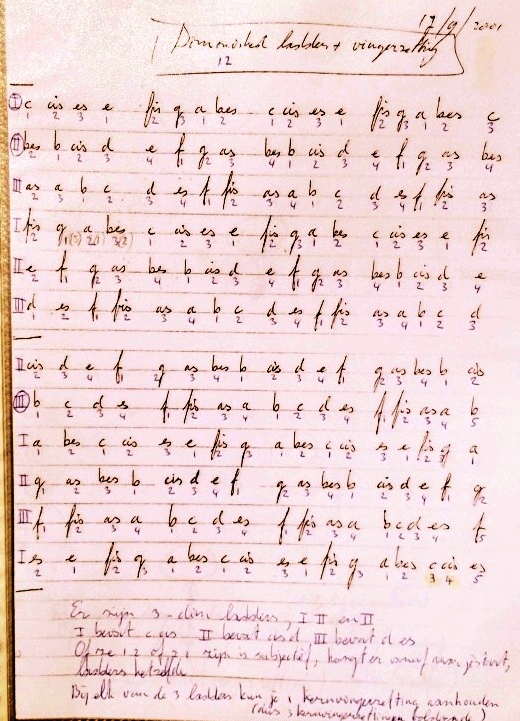 17/9/2001
Diminished ladders + vingerzetting
12
I c cis es e fis g a bes c cis es e fis g a bes c
1 2 3 1 2 3 1 2 1 2 3 1 2 3 1 2 3
II bes b cis d e f g as bes b cis d e f g as bes
2 1 2 3 4 1 2 3 4 1 2 3 4 1 2 3 4
III as a b c d es f fis as a b c d es f fis as
2 3 1 2 3 4 1 2 3 4 1 2 3 4 1 2 3
I fis g a bes c cis es e fis g a bes c cis es e fis
2 1(3) 2(1) 3(2) 1 2 3 1 2 3 1 2 1 2 3 1 2
II e f g as bes b cis d e f g as bes b cis d e
2 1 2 3 4 1 2 3 4 1 2 3 4 1 2 3 4
III d es f fis as a b c d es f fis as a b c d
1 2 1 2 3 4 1 2 3 4 1 2 3 4 1 2 3
II cis d e f g as bes b cis d e f g as bes b cis
2 3 4 1 2 3 4 1 2 3 4 1 2 3 4 1 2
III b c d es f fis as a b c d es f fis as a b
1 2 3 4 1 2 3 4 1 2 3 4 1 2 3 4 5
I a bes c cis es e fis g a bes c cis es e fis g a
1 2 1 2 3 1 2 3 1 2 1 2 3 1 2 3 1
II g as bes b cis d e f g as bes b cis d e f g
1 2 3 1 2 3 4 1 2 3 4 1 2 3 4 1 2
III f fis as a b c d es f fis as a b c d es f
1 2 3 4 1 2 3 4 1 2 3 4 1 2 3 4 5
I es e fis g a bes c cis es e fis g a bes c cis es
2 1 2 3 1 2 1 2 3 1 2 3 1 2 3 4 5
Er zijn 3 dim ladders, I II en III
I bevat c cis II bevat cis d, III bevat d es
Of ze 1 2 of 2 1 zijn is subjectief, hangt er vanaf waar je start,
ladders hetzelfde
Bij elk van de 3 ladders kun je 1 kernvingerzetting aanhouden
(dus 3 kernvingerzettingen voldoende)